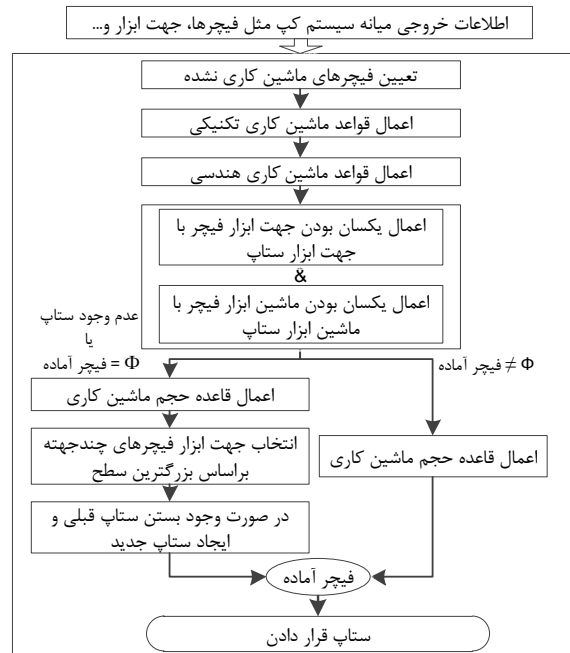 اطلاعات خروجی میانه سیستم کپ مثل فیچرها، جهت ابزار و...
تعیین فیچرهای ماشین کاری نشده
اعمال قواعد ماشین کاری تکنیکی
اعمال قواعد ماشین کاری هندسی
اعمال یکسان بودن جهت ابزار فیچر با
جهت ابزار ستاپ
&
اعمال یکسان بودن ماشین ابزار فیچر با
ماشین ابزار ستاپ
عدم وجود ستاپ
یا
فیچر آماده = Φ
فیچر آماده ≠ Φ
اعمال قاعده حجم ماشین کاری
انتخاب جهت ابزار فیچرهای چندجهته
براساس بزرگترین سطح
در صورت وجود بستن ستاپ قبلی و
ایجاد ستاپ جدید
اعمال قاعده حجم ماشین کاری
فیچر آماده
ستاپ قرار دادن